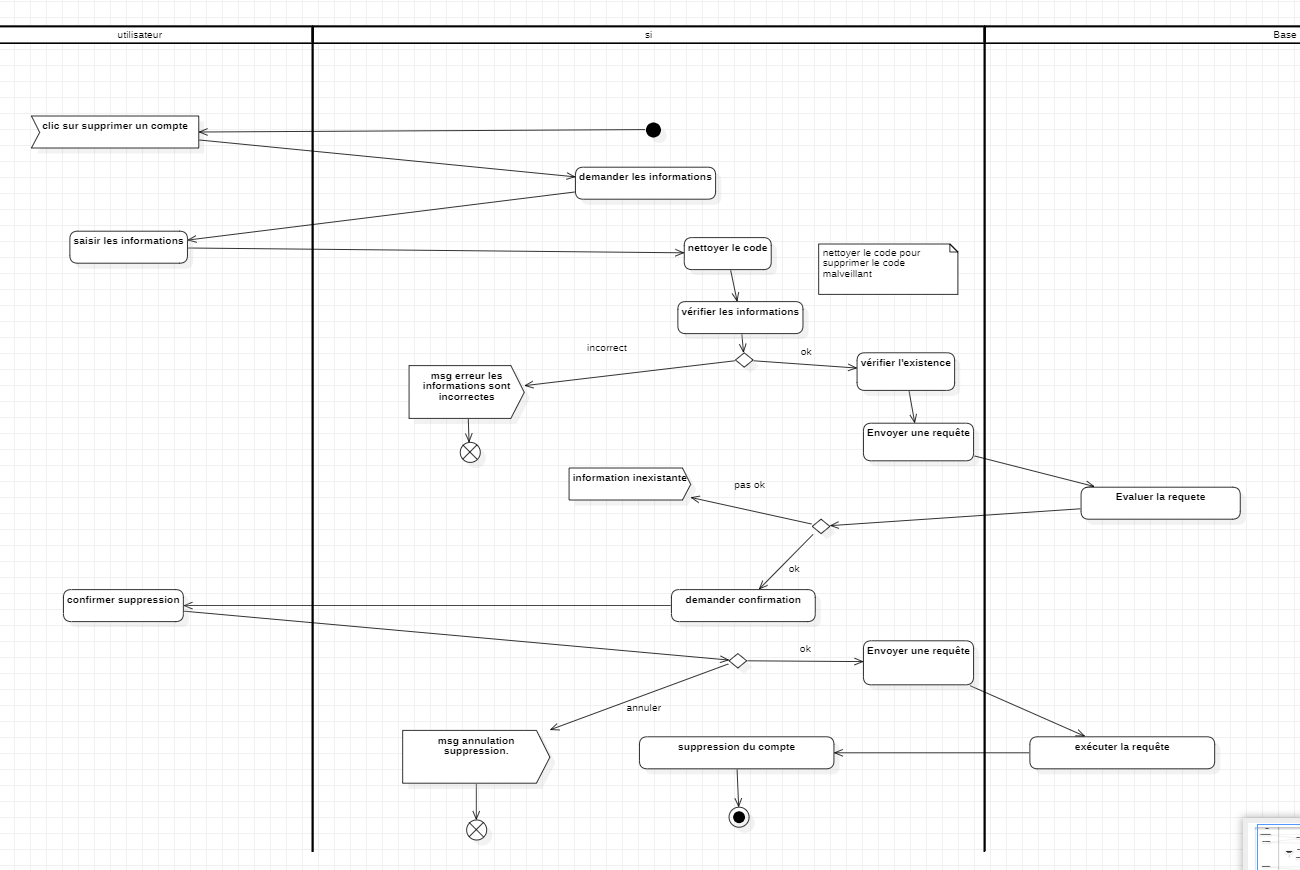 utilisateur
si
Base
clic sur supprimer un compte
demander les informations
saisir les informations
nettoyer le code
nettoyer le code pour
supprimer le code
malveillant
vérifier les informations
incorrect
ok
vérifier l'existence
msg erreur les
informations sont
incorrectes
Envoyer une requête
information inexistante
pas ok
Evaluer la requete
ok
confirmer suppression
demander confirmation
ok
Envoyer une requête
annuler
msg annulation
suppression.
suppression du compte
exécuter la requête